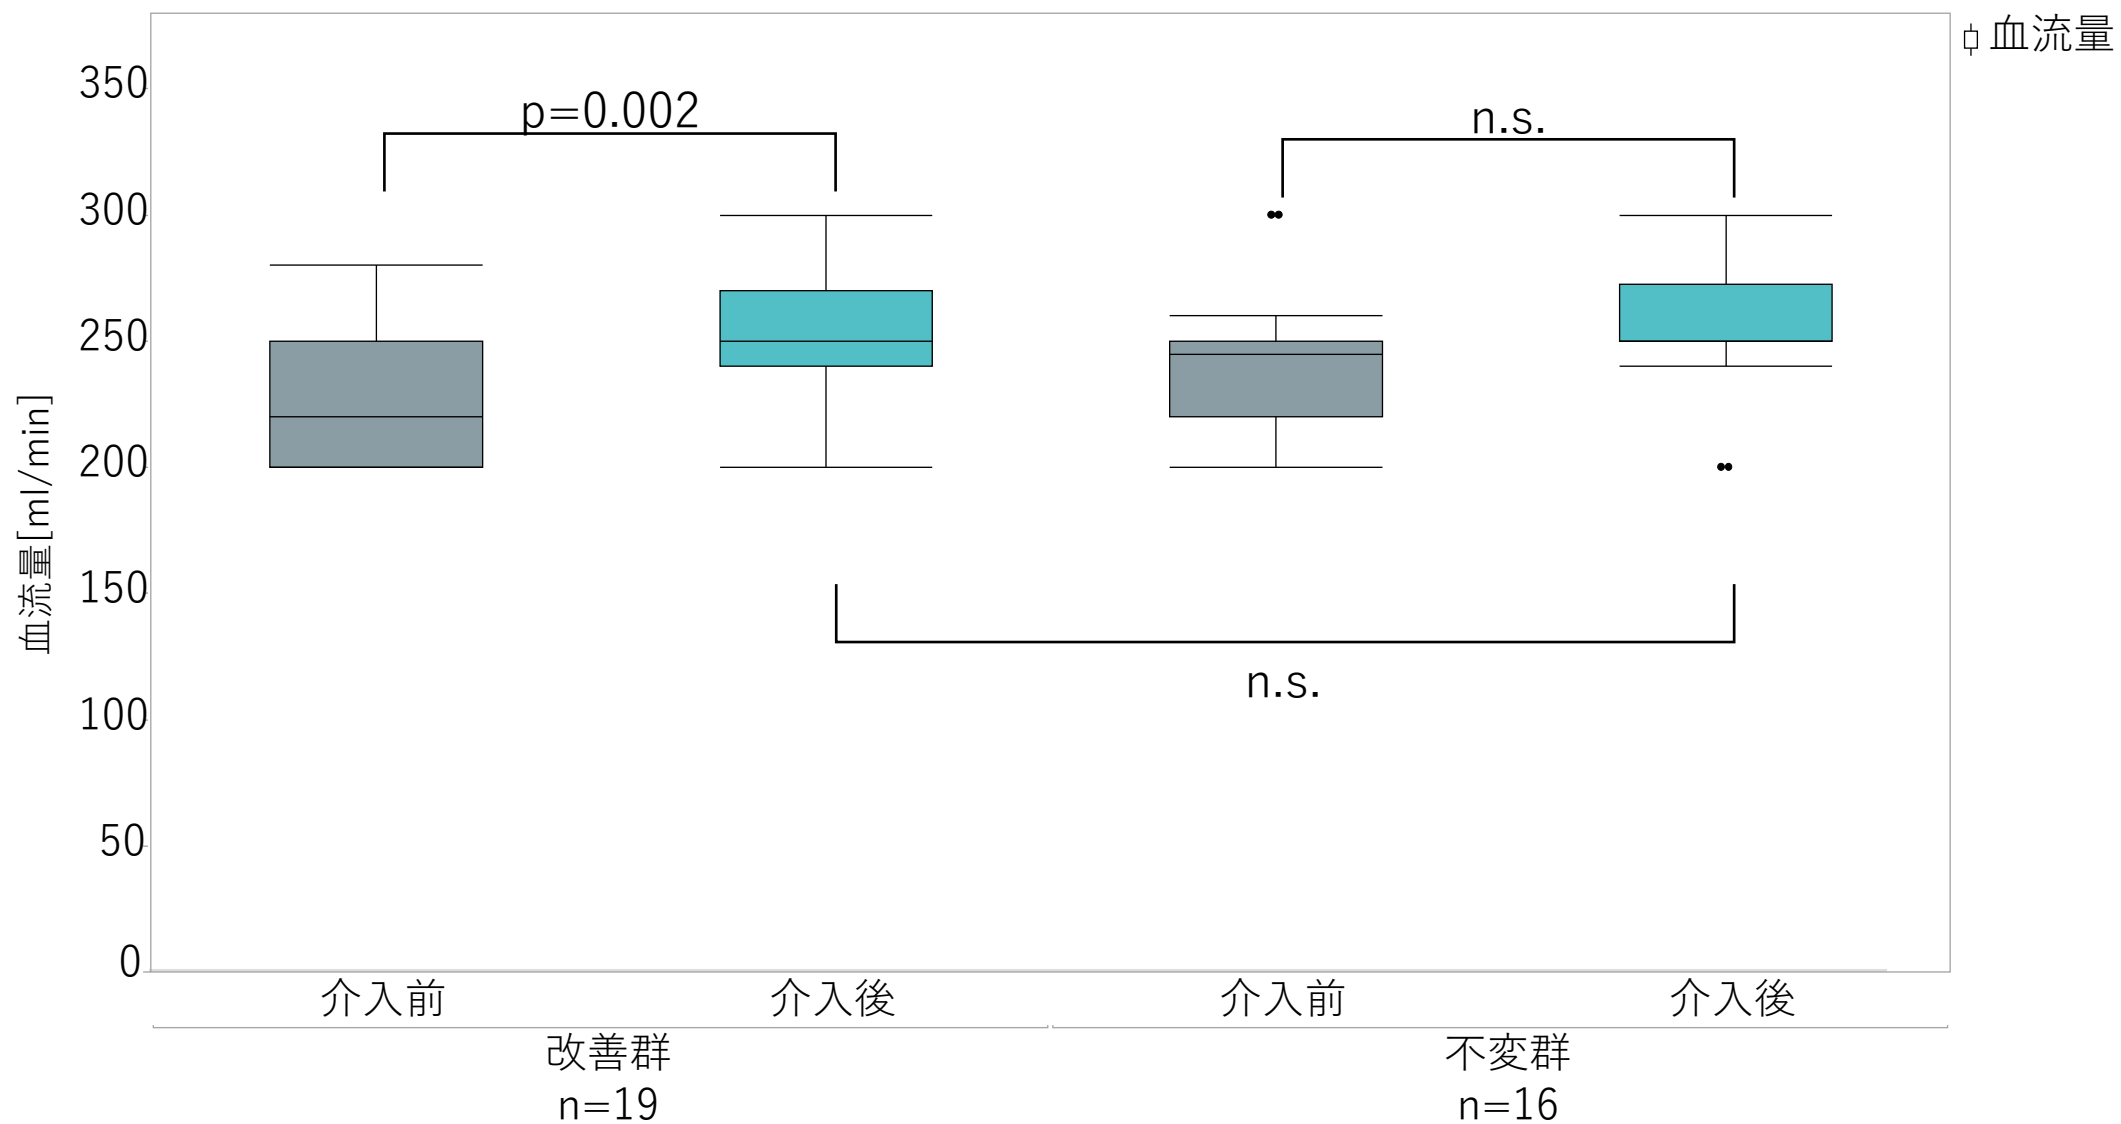 血流量
350
p=0.002
n.s.
300
250
200
150
100
50
0
血流量[ml/min]
n.s.
介入前 介入後 介入前 介入後
改善群 不変群
n=19 n=16